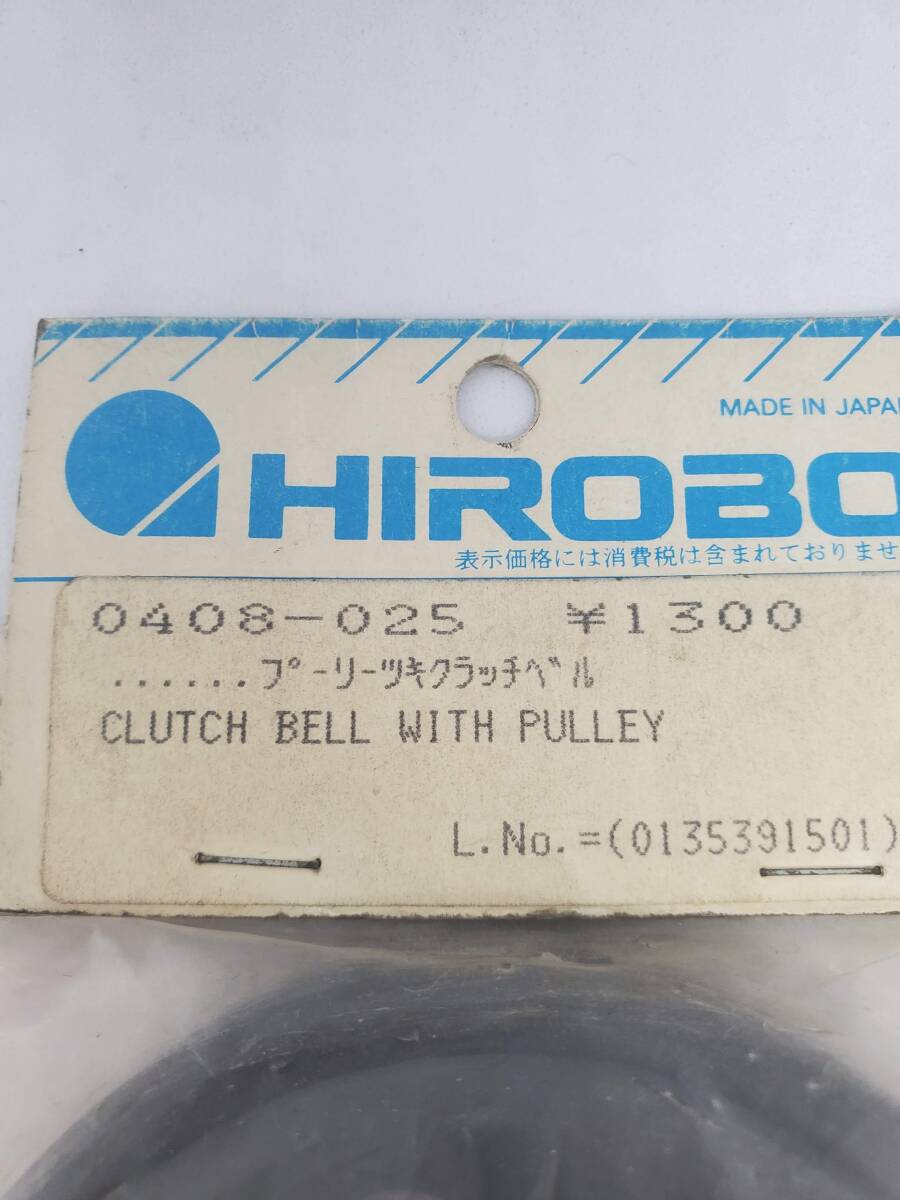 MADE IN JAPAN
HIROBO
表示価格には消費税は含まれておりませ
0408-025 ¥1300
......プーリーツキクラッチベル
CLUTCH BELL WITH PULLEY
L.No.=(0135391501)